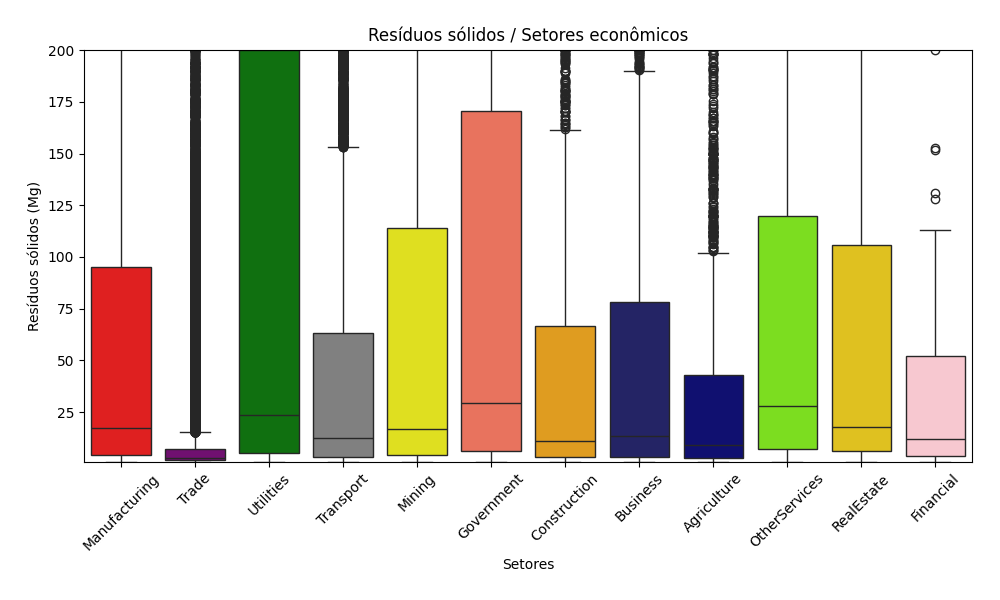 Resíduos sólidos / Setores econômicos
Resíduos sólidos (Mg)
200
175
150
125
100
75
50
25
Manufacturing
Trade
Utilities
Transport
Mining
Government
Construction
Business
Agriculture
OtherServices
RealEstate
Financial
Setores